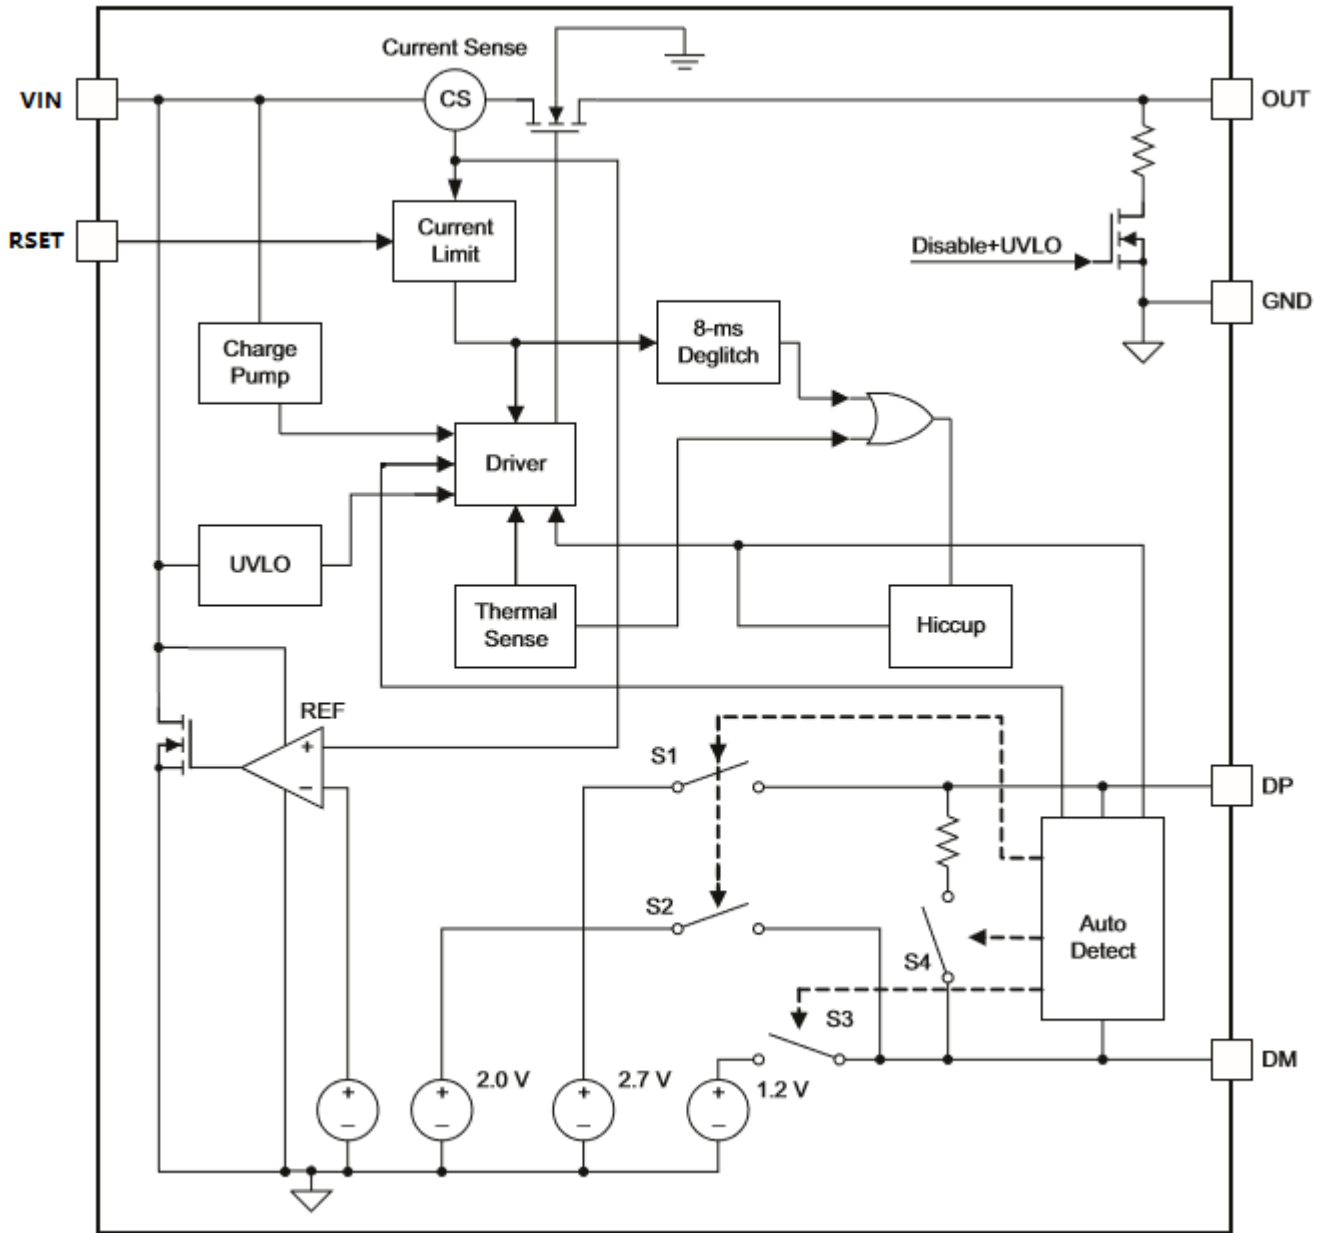 Current Sense
VIN
CS
OUT
RSET
Current
Limit
Disable+UVLO
GND
8-ms
Deglitch
Charge
Pump
Driver
UVLO
Thermal
Sense
Hiccup
REF
+
−
S1
DP
S2
Auto
Detect
S4
S3
DM
2.0 V
2.7 V
1.2 V
+
−
+
−
+
−
+
−